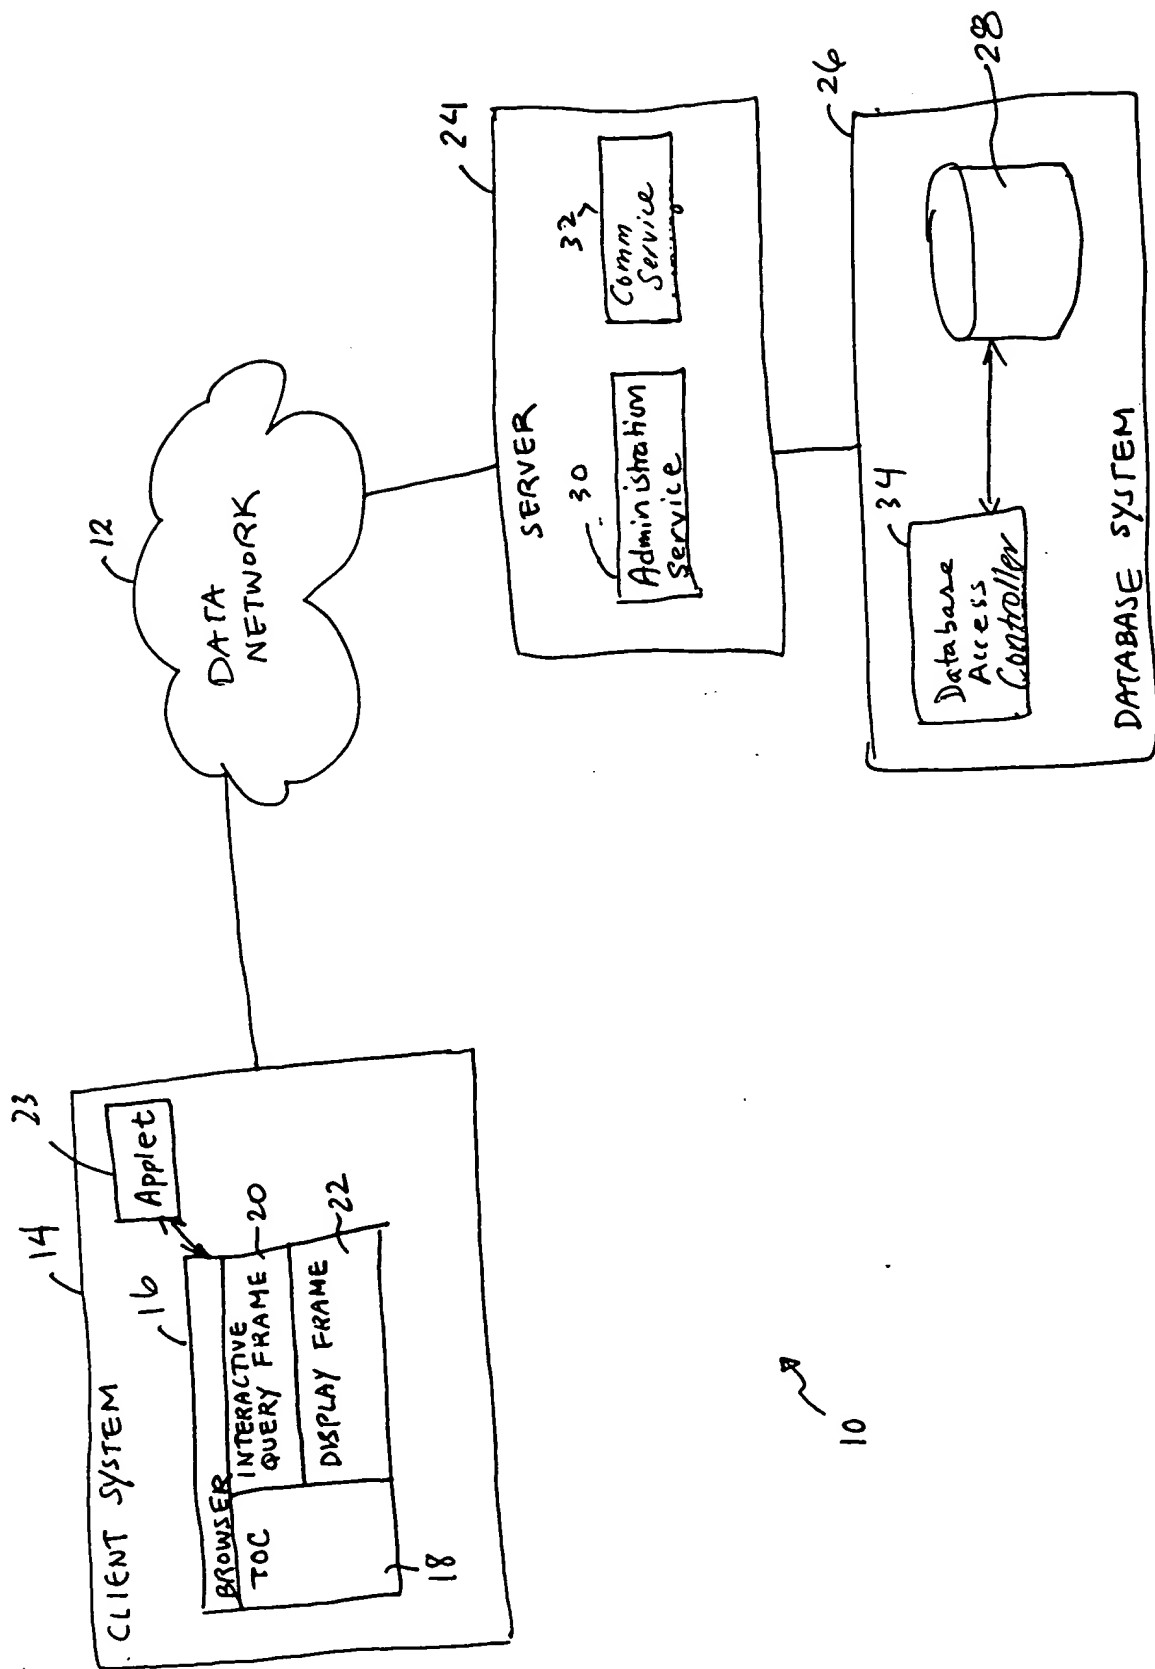 14
CLIENT SYSTEM
23
Applet
16
BROWSER
TOC
INTERACTIVE
QUERY FRAME
20
DISPLAY FRAME
22
18
12
DATA
NETWORK
24
SERVER
30
Administration
Service
32
Comm
Service
26
34
Database
Access
Controller
28
DATABASE SYSTEM
10